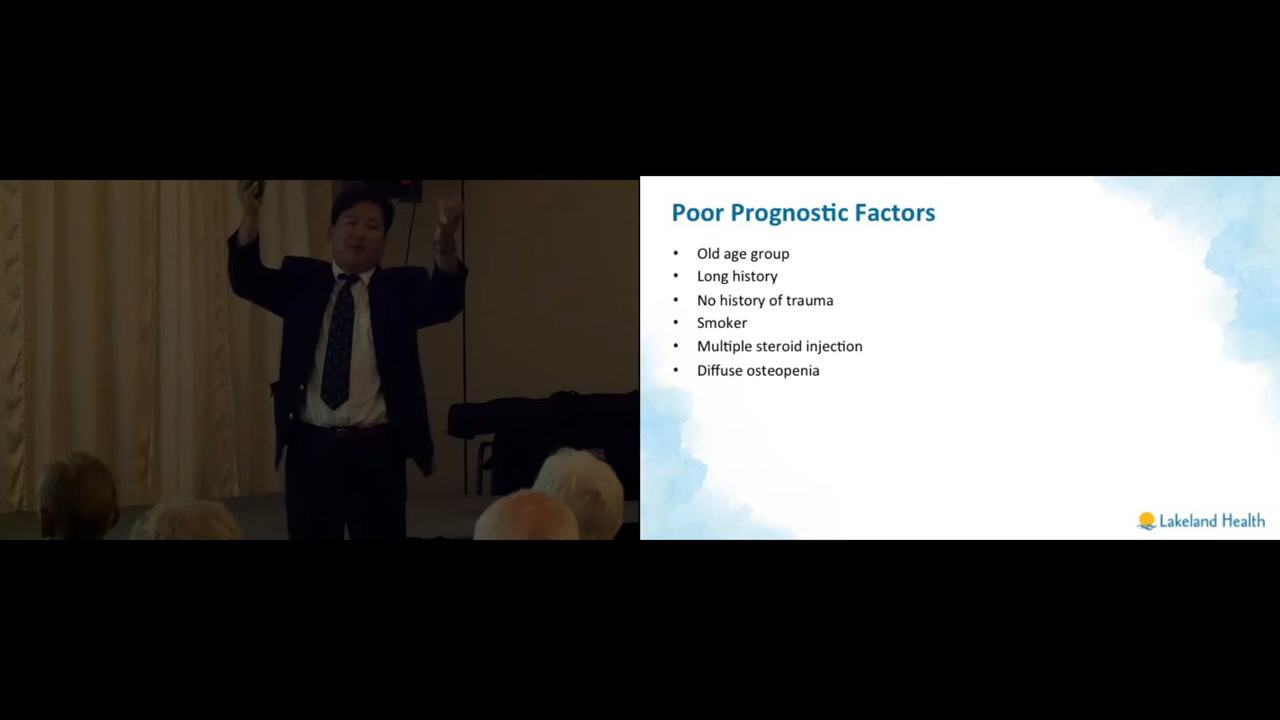 Poor Prognostic Factors
• Old age group
• Long history
• No history of trauma
• Smoker
• Multiple steroid injection
• Diffuse osteopenia
Lakeland Health